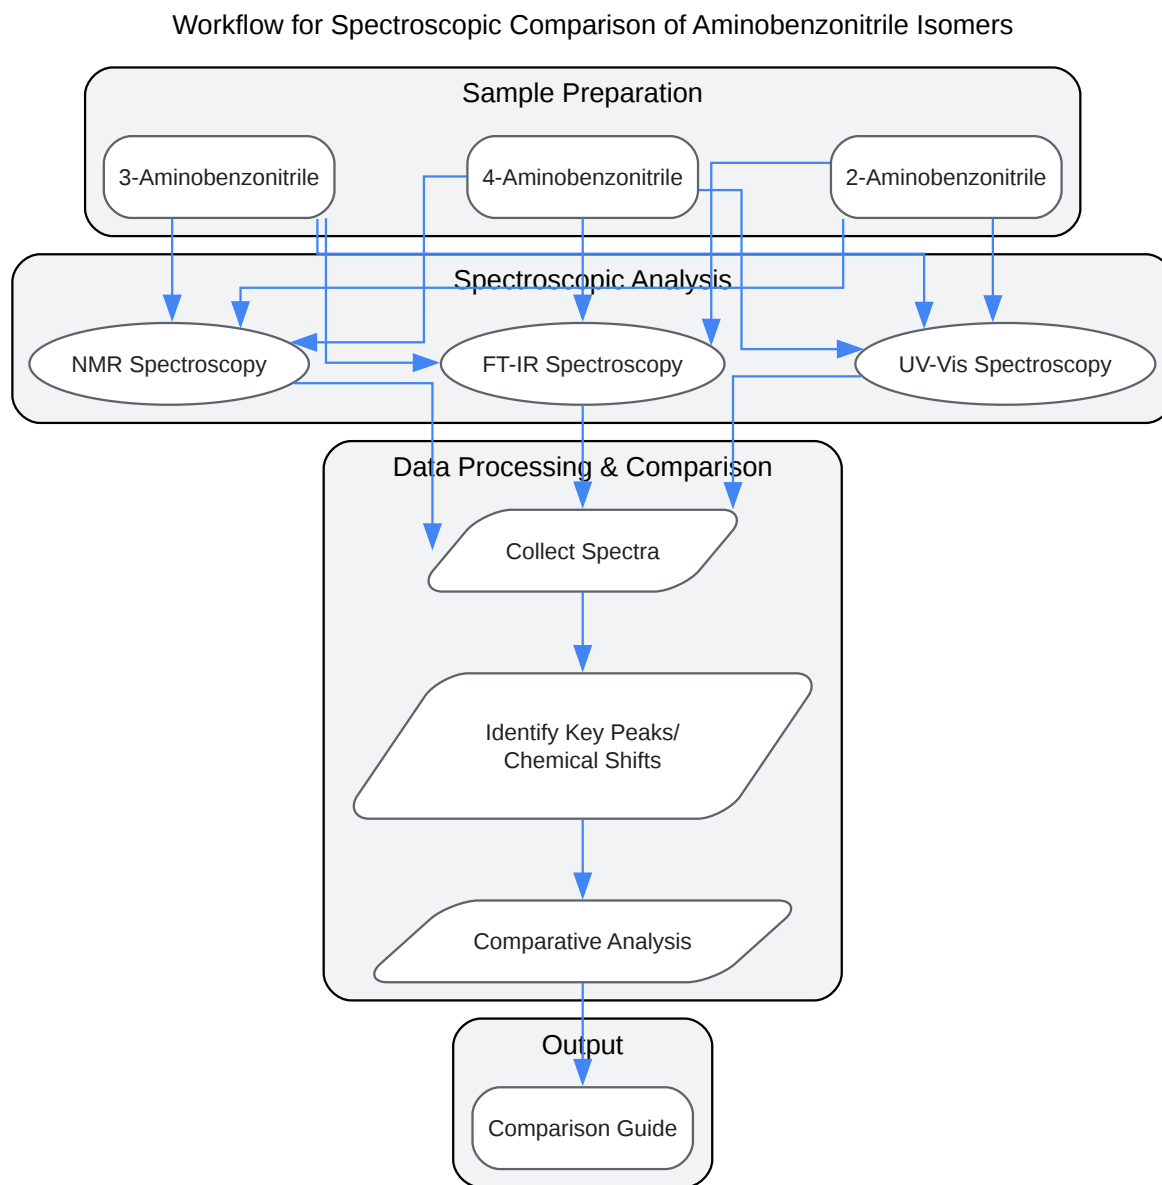 Workflow for Spectroscopic Comparison of Aminobenzonitrile Isomers
Sample Preparation
3-Aminobenzonitrile
4-Aminobenzonitrile
2-Aminobenzonitrile
Spectroscopic Analysis
NMR Spectroscopy
FT-IR Spectroscopy
UV-Vis Spectroscopy
Data Processing & Comparison
Collect Spectra
Identify Key Peaks/
Chemical Shifts
Comparative Analysis
Output
Comparison Guide